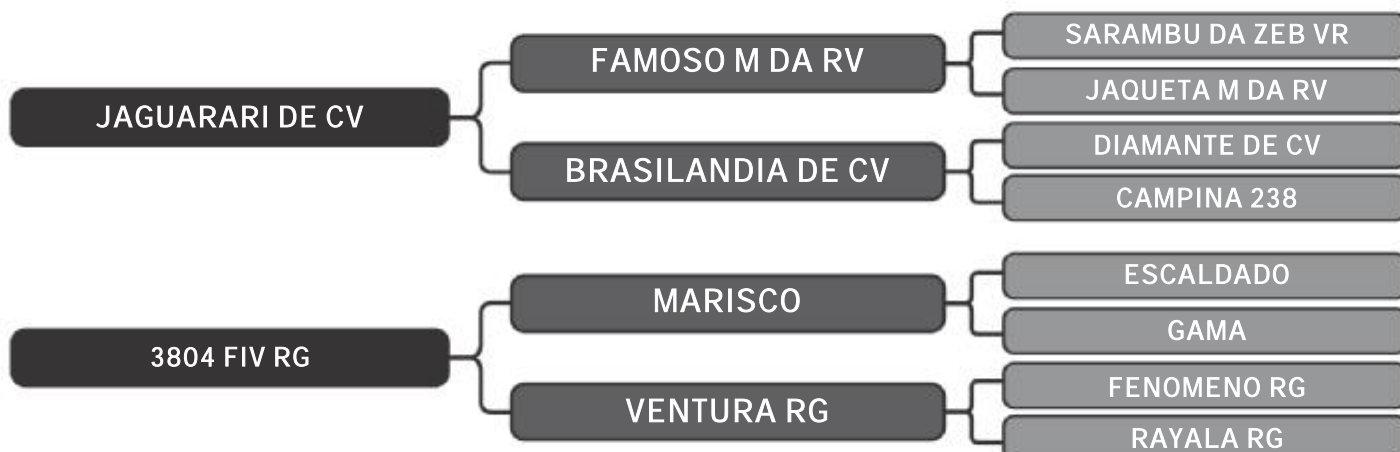 JAGUARARI DE CV
FAMOSO M DA RV
SARAMBU DA ZEB VR
JAQUETA M DA RV
BRASILANDIA DE CV
DIAMANTE DE CV
CAMPINA 238
3804 FIV RG
MARISCO
ESCALDADO
GAMA
VENTURA RG
FENOMENO RG
RAYALA RG